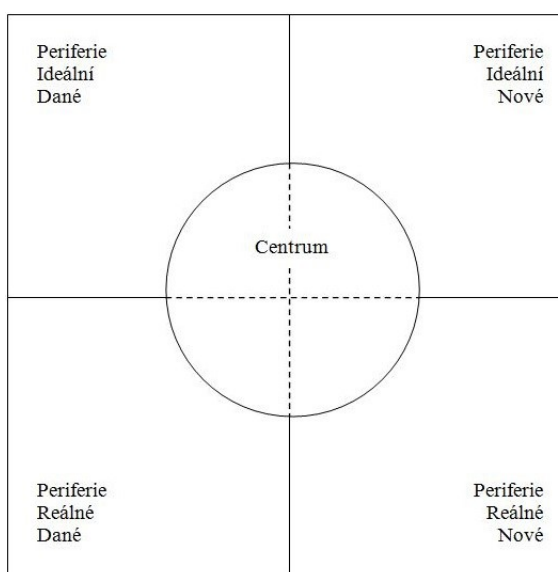 Periferie
Ideální
Dané
Periferie
Ideální
Nové
Centrum
Periferie
Reálné
Dané
Periferie
Reálné
Nové